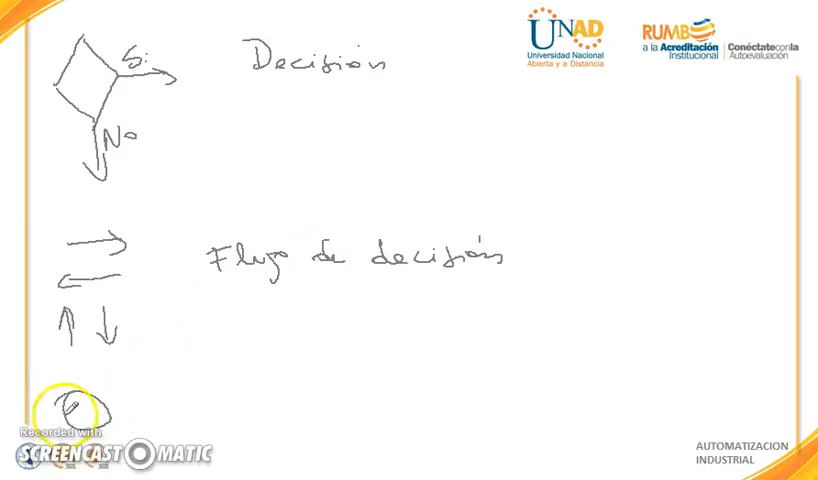 Si
Decisión
No
Flujo de decisión
UNAD
Universidad Nacional
Abierta y a Distancia
RUMBO
a la Acreditación
Institucional
Conéctate con la
Autoevaluación
Recorded with
SCREENCAST-O-MATIC
AUTOMATIZACION
INDUSTRIAL